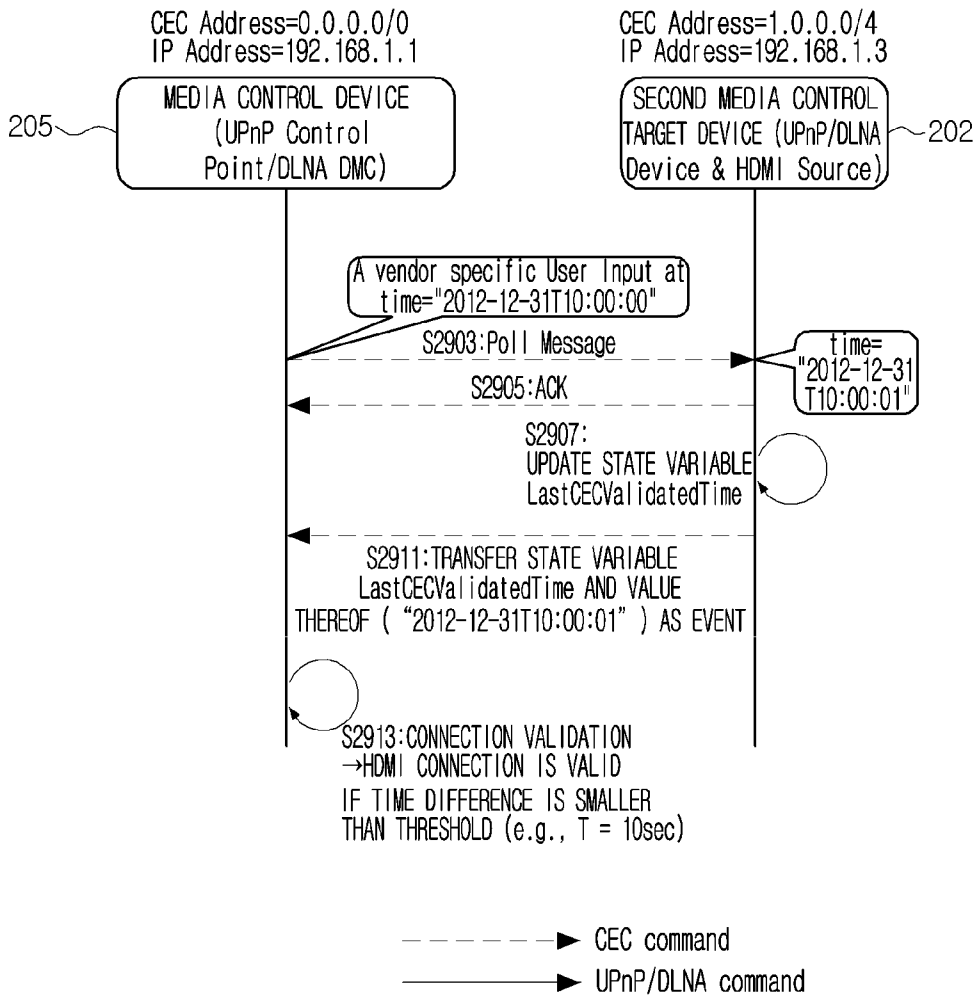 CEC Address=0.0.0.0/0
IP Address=192.168.1.1
CEC Address=1.0.0.0/4
IP Address=192.168.1.3
205
MEDIA CONTROL DEVICE
(UPnP Control
Point/DLNA DMC)
SECOND MEDIA CONTROL
TARGET DEVICE (UPnP/DLNA
Device & HDMI Source)
202
A vendor specific User Input at
time="2012-12-31T10:00:00"
S2903:Poll Message
time=
"2012-12-31
T10:00:01"
S2905:ACK
S2907:
UPDATE STATE VARIABLE
LastCECValidatedTime
S2911:TRANSFER STATE VARIABLE
LastCECValidatedTime AND VALUE
THEREOF ( “2012-12-31T10:00:01” ) AS EVENT
S2913:CONNECTION VALIDATION
→HDMI CONNECTION IS VALID
IF TIME DIFFERENCE IS SMALLER
THAN THRESHOLD (e.g., T = 10sec)
CEC command
UPnP/DLNA command